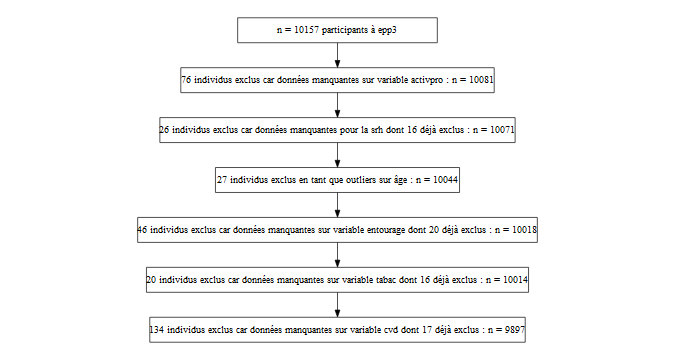 n = 10157 participants à epp3
76 individus exclus car données manquantes sur variable activpro : n = 10081
26 individus exclus car données manquantes pour la srh dont 16 déjà exclus : n = 10071
27 individus exclus en tant que outliers sur âge : n = 10044
46 individus exclus car données manquantes sur variable entourage dont 20 déjà exclus : n = 10018
20 individus exclus car données manquantes sur variable tabac dont 16 déjà exclus : n = 10014
134 individus exclus car données manquantes sur variable cvd dont 17 déjà exclus : n = 9897